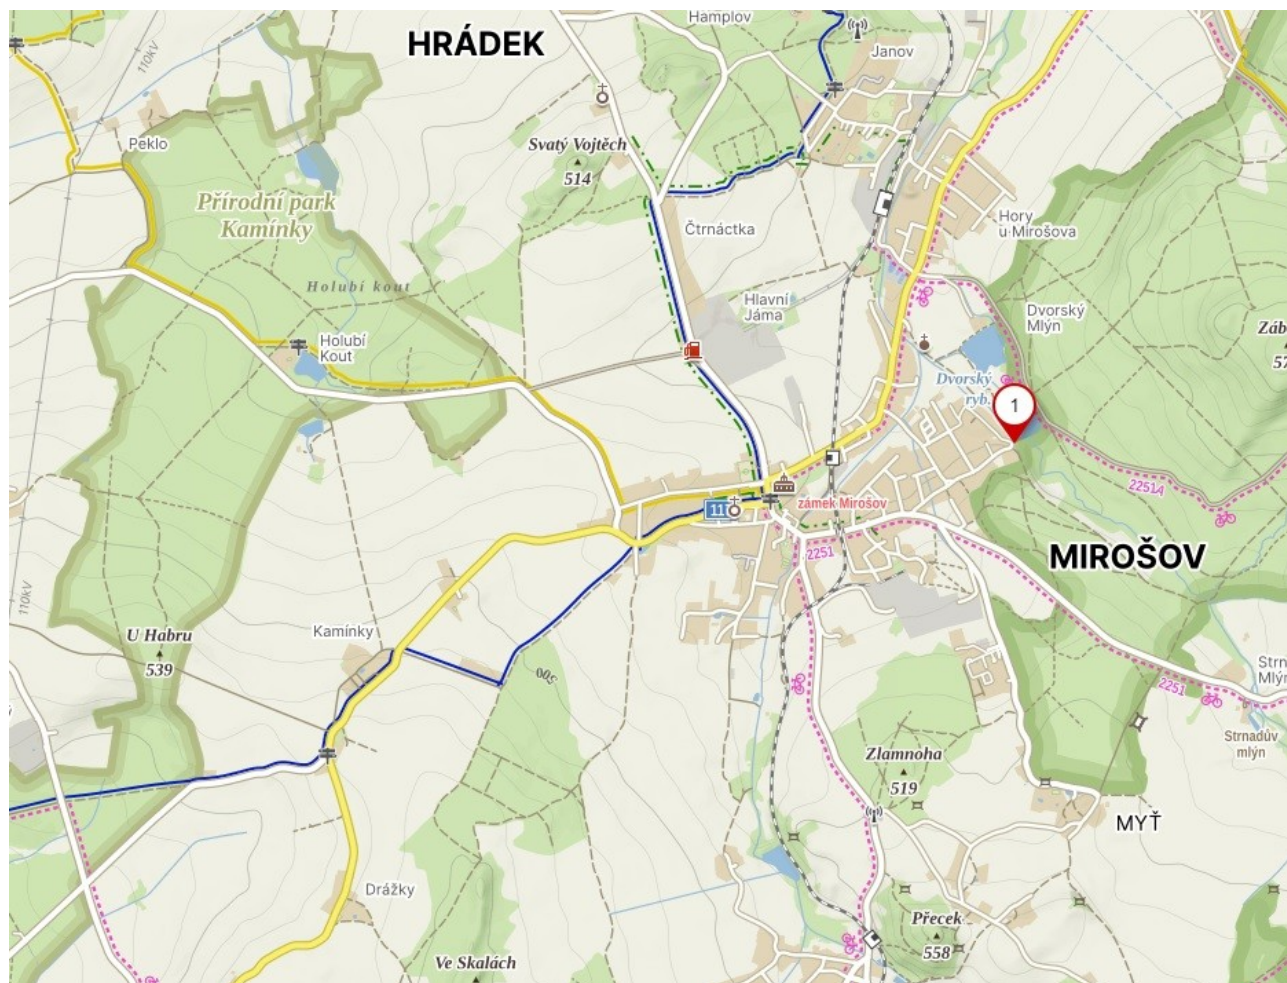 Hamplov
HRÁDEK
Janov
110kV
Peklo
Svatý Vojtěch
514
Přírodní park
Kamínky
Čtrnáctka
Hory
u Mirošova
Holubí kout
Hlavní
Jáma
Dvorský
Mlýn
Holubí
Kout
Dvorský
ryb.
1
2251A
zámek Mirošov
2251
MIROŠOV
110kV
U Habru
539
Kamínky
500
2251
Strnadův
mlýn
Zlamnoha
519
MYŤ
Drážky
Přecek
558
Ve Skalách